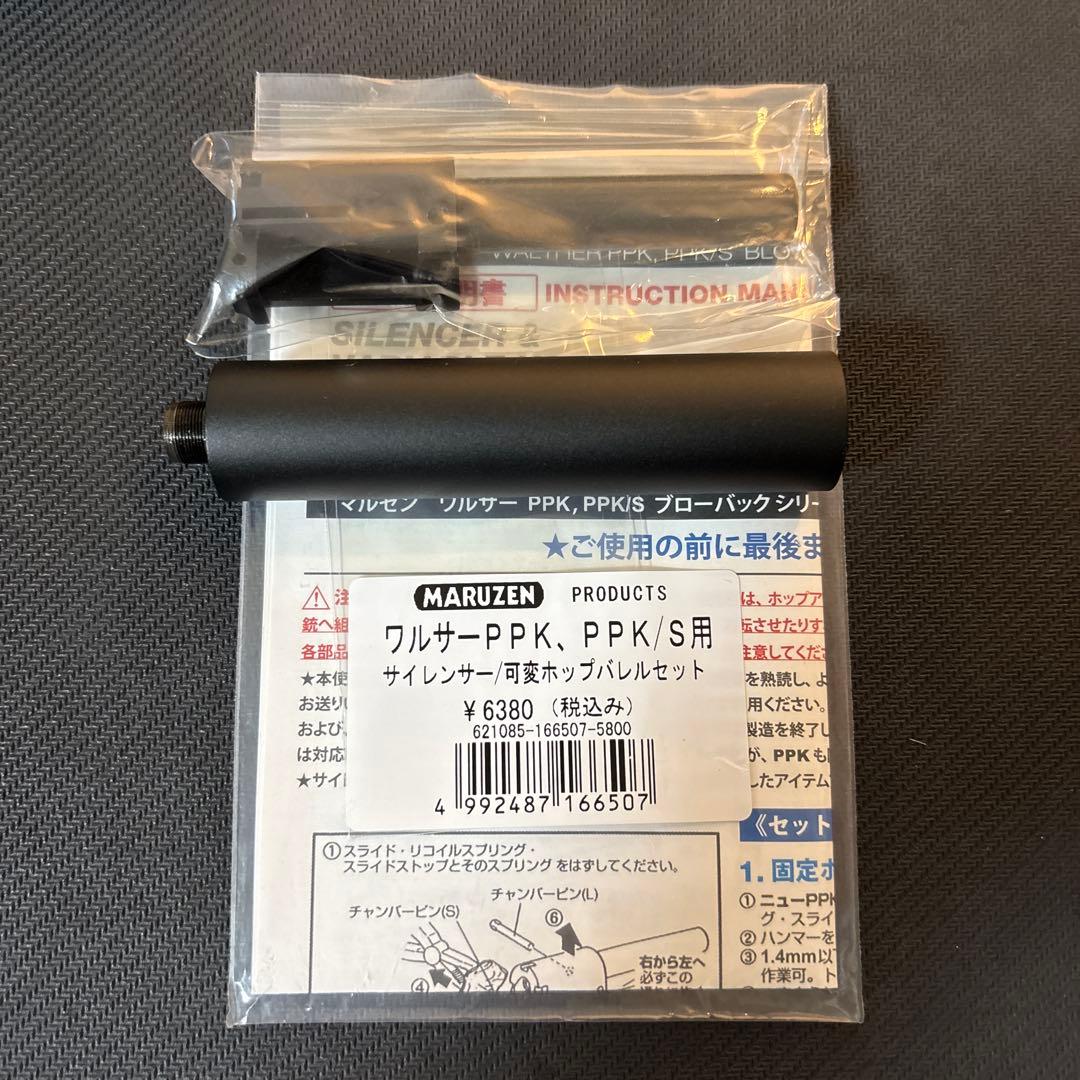 WALTHER PPK, PPK/S BLO
明書 INSTRUCTION MAN
SILENCER &
マルゼン ワルサー PPK, PPK/S ブローバックシリ-
★ご使用の前に最後ま
MARUZEN PRODUCTS
ワルサーPPK、PPK/S用
サイレンサー/可変ホップバレルセット
¥6380 (税込み)
621085-166507-5800
4 992487 166507
注
は、ホップア
銃へ組
転させたりす
各部品
注意してくだ
★本使
を熟読し、よ
お送りい
用ください。
および、
製造を終了し
は対応
が、PPKも
★サイ
したアイテム
《セット
①スライド・リコイルスプリング・
スライドストップとそのスプリング をはずしてください。
チャンバーピン(L)
チャンバーピン(S)
⑥
④
右から左へ
必ずこの
1. 固定ホ
①ニューPPK
グ・スライ
②ハンマーを
③1.4mm以
作業可。ト